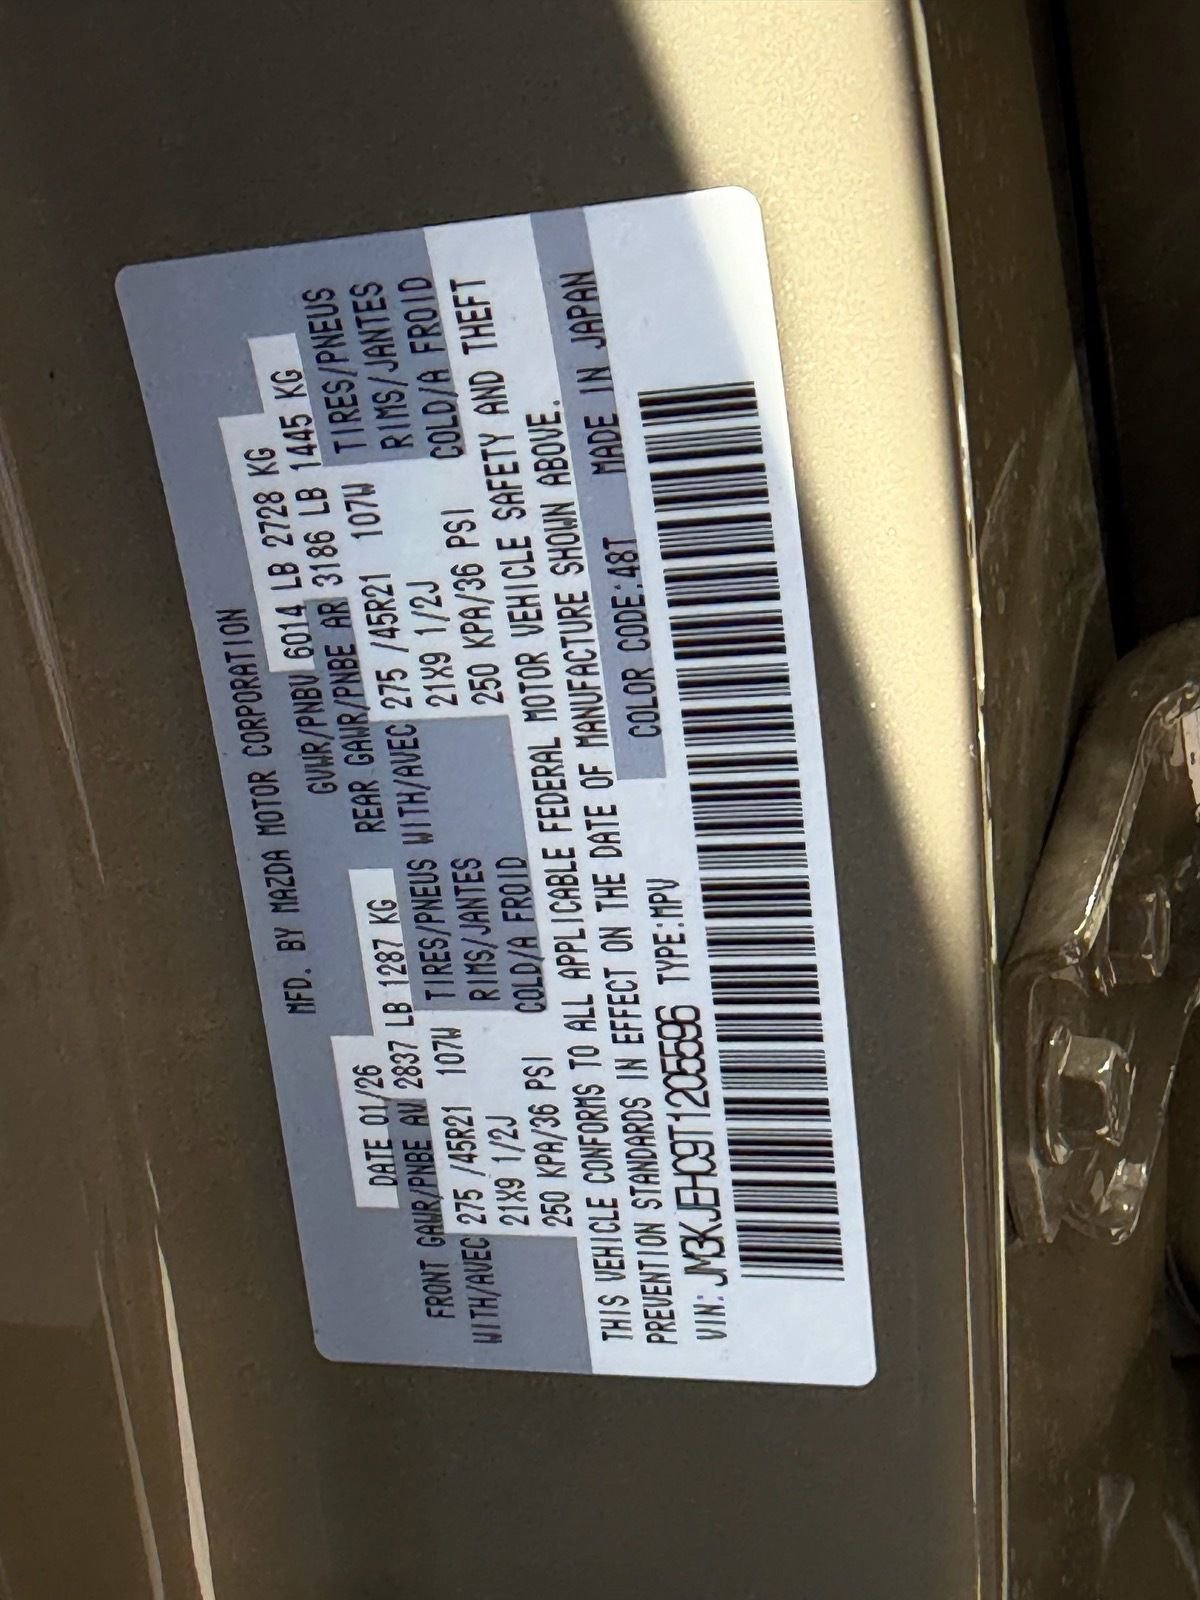 MFD. BY MAZDA MOTOR CORPORATION
DATE 01/26 GVWR/PNBV 6014 LB 2728 KG
FRONT GAWR/PNBE AV 2837 LB 1287 KG REAR GAWR/PNBE AR 3186 LB 1445 KG
WITH/AVEC 275 /45R21 107W TIRES/PNEUS WITH/AVEC 275 /45R21 107W TIRES/PNEUS
21X9 1/2J RIMS/JANTES 21X9 1/2J RIMS/JANTES
250 KPA/36 PSI COLD/A FROID 250 KPA/36 PSI COLD/A FROID
THIS VEHICLE CONFORMS TO ALL APPLICABLE FEDERAL MOTOR VEHICLE SAFETY AND THEFT
PREVENTION STANDARDS IN EFFECT ON THE DATE OF MANUFACTURE SHOWN ABOVE.
VIN: JM3KJEHC9T1205596 TYPE:MPV COLOR CODE:48T MADE IN JAPAN